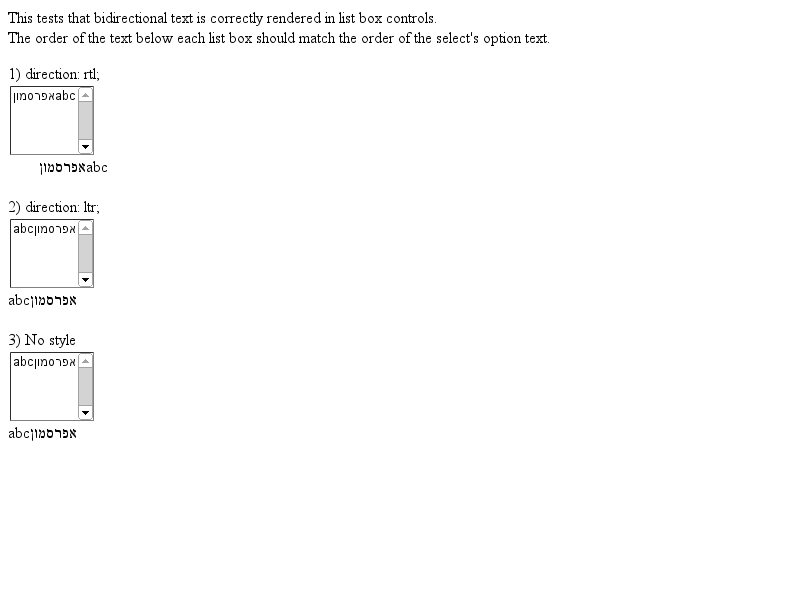 This tests that bidirectional text is correctly rendered in list box controls.
The order of the text below each list box should match the order of the select's option text.
1) direction: rtl;
אפרסמוןabc
אפרסמוןabc
2) direction: ltr;
abcאפרסמון
abcאפרסמון
3) No style
abcאפרסמון
abcאפרסמון